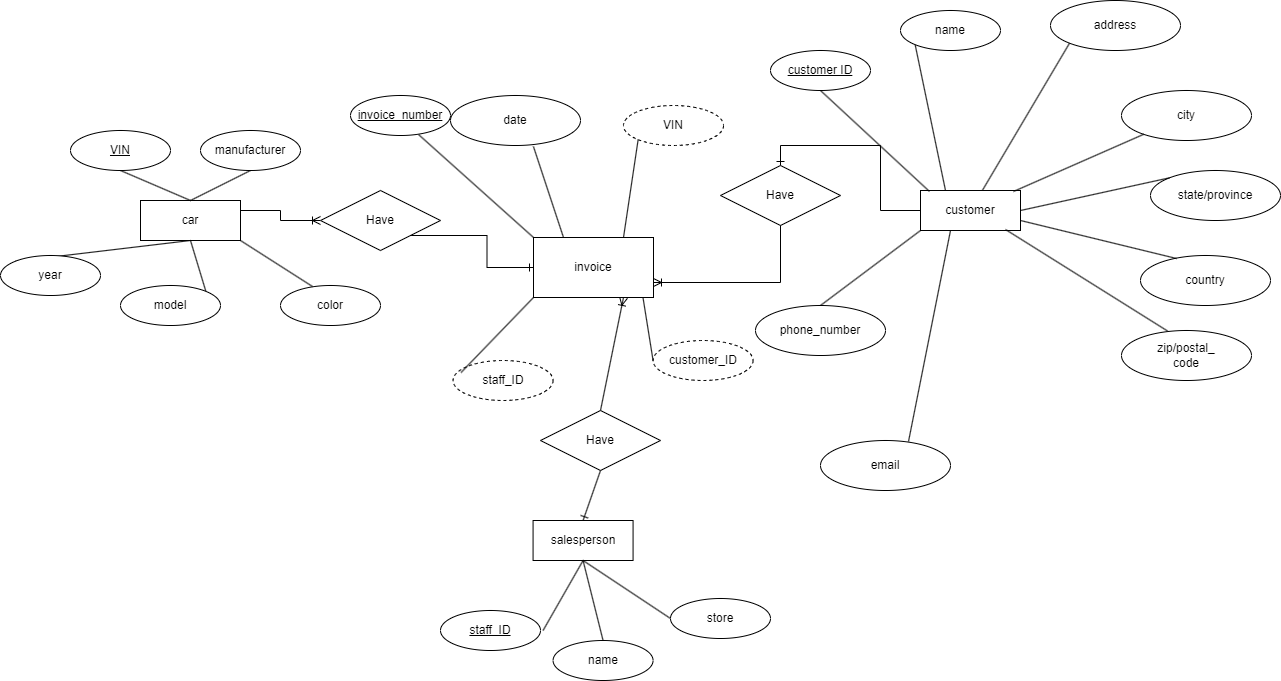 name
address
customer ID
invoice_number
date
VIN
city
VIN
manufacturer
Have
state/province
car
Have
customer
invoice
year
model
color
country
phone_number
zip/postal_
code
staff_ID
customer_ID
Have
email
salesperson
staff_ID
name
store